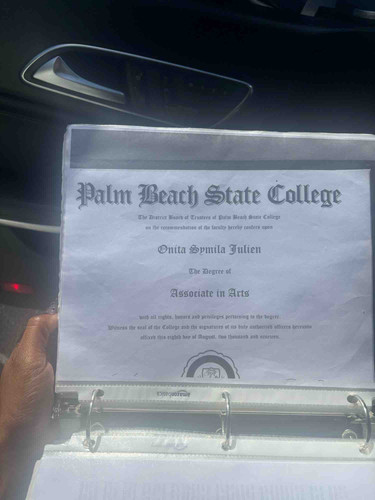 Palm Beach State College
The District Board of Trustees of Palm Beach State College
on the recommendation of the faculty hereby confers upon
Onita Symila Julien
The Degree of
Associate in Arts
with all rights, honors and privileges pertaining to the degree.
Witness the seal of the College and the signatures of its duly authorized officers hereunto
affixed this eighth day of August, two thousand and